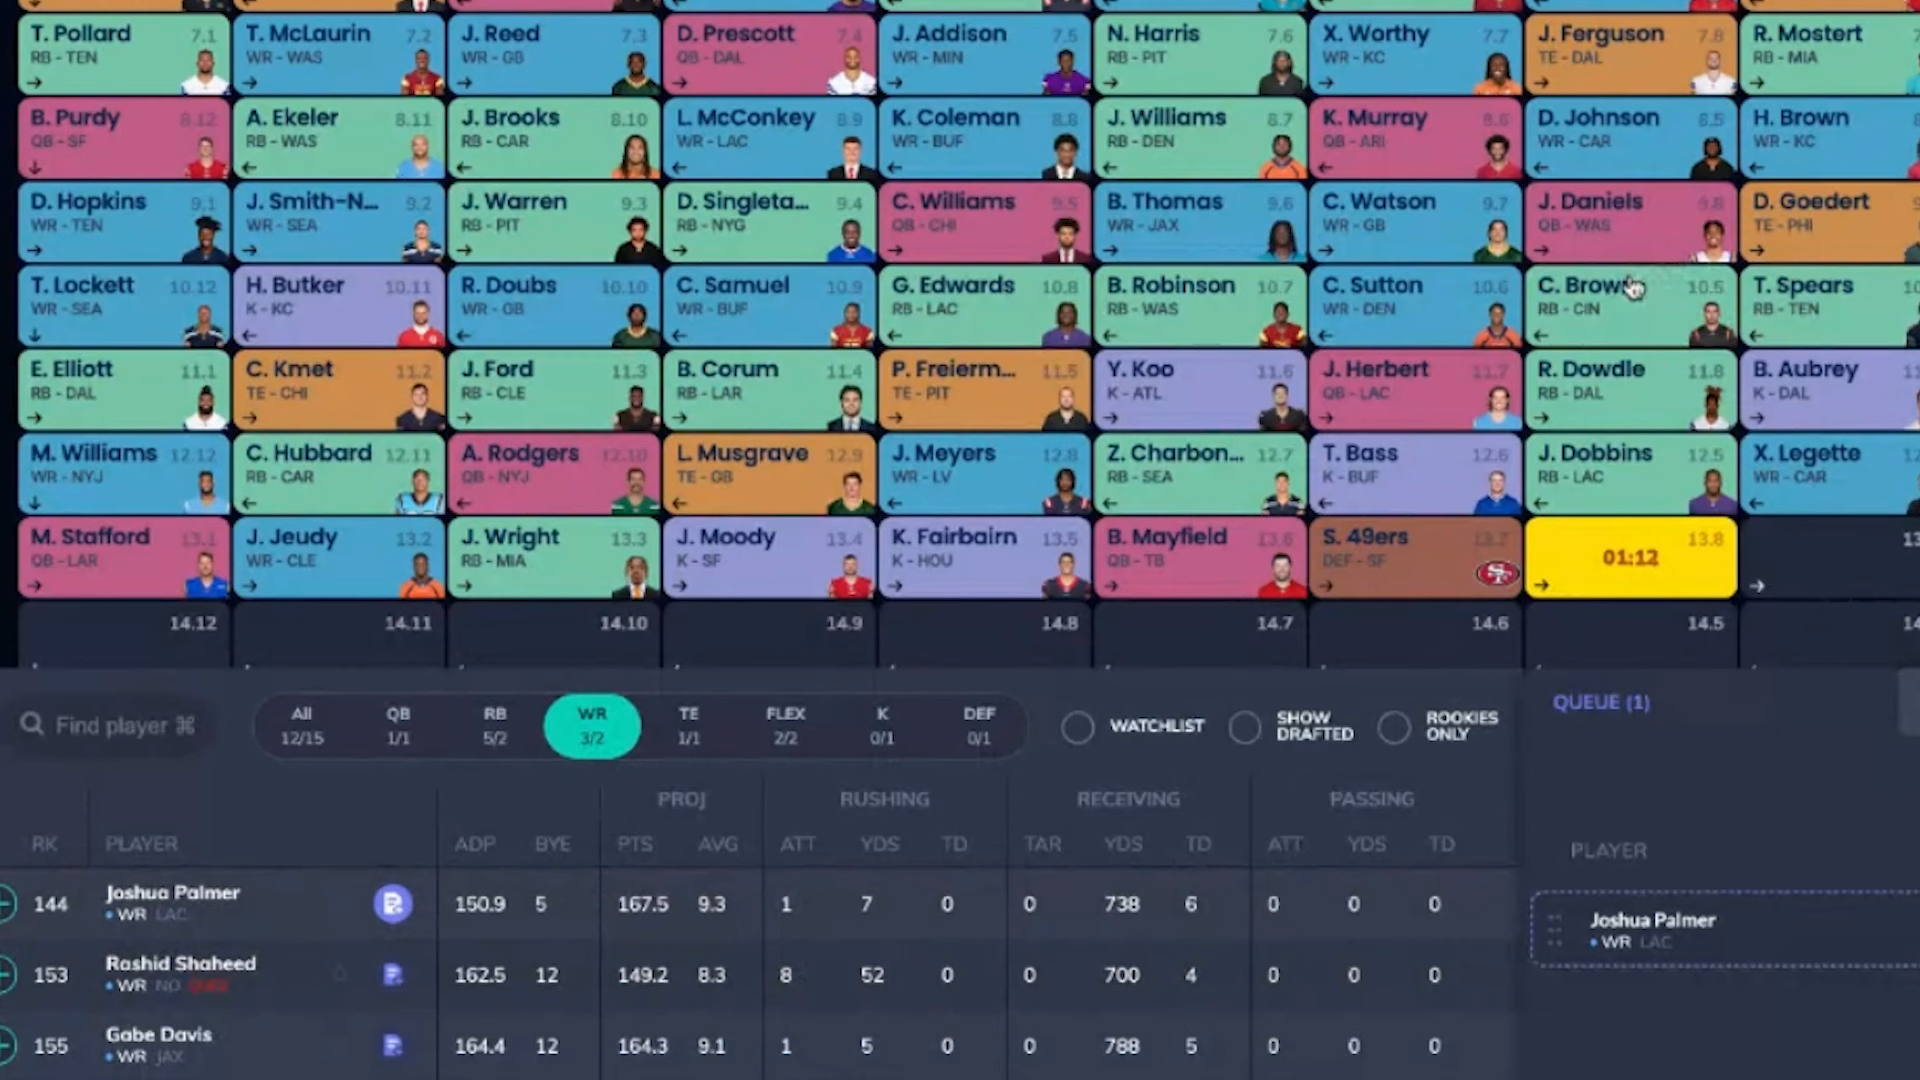 T. Pollard 7.1 T. McLaurin 7.2 J. Reed 7.3 D. Prescott 7.4 J. Addison 7.5 N. Harris 7.6 X. Worthy 7.7 J. Ferguson 7.8 R. Mostert
RB - TEN WR - WAS WR - GB QB - DAL WR - MIN RB - PIT WR - KC TE - DAL RB - MIA
B. Purdy 8.12 A. Ekeler 8.11 J. Brooks 8.10 L. McConkey 8.9 K. Coleman 8.8 J. Williams 8.7 K. Murray 8.6 D. Johnson 8.5 H. Brown
QB - SF RB - WAS RB - CAR WR - LAC WR - BUF RB - DEN QB - ARI WR - CAR WR - KC
D. Hopkins 9.1 J. Smith-N... 9.2 J. Warren 9.3 D. Singleta... 9.4 C. Williams 9.5 B. Thomas 9.6 C. Watson 9.7 J. Daniels 9.8 D. Goedert
WR - TEN WR - SEA RB - PIT RB - NYG QB - CHI WR - JAX WR - GB QB - WAS TE - PHI
T. Lockett 10.12 H. Butker 10.11 R. Doubs 10.10 C. Samuel 10.9 G. Edwards 10.8 B. Robinson 10.7 C. Sutton 10.6 C. Brown 10.5 T. Spears
WR - SEA K - KC WR - GB WR - BUF RB - LAC RB - WAS WR - DEN RB - CIN RB - TEN
E. Elliott 11.1 C. Kmet 11.2 J. Ford 11.3 B. Corum 11.4 P. Freierm... 11.5 Y. Koo 11.6 J. Herbert 11.7 R. Dowdle 11.8 B. Aubrey
RB - DAL TE - CHI RB - CLE RB - LAR TE - PIT K - ATL QB - LAC RB - DAL K - DAL
M. Williams 12.12 C. Hubbard 12.11 A. Rodgers 12.10 L. Musgrave 12.9 J. Meyers 12.8 Z. Charbon... 12.7 T. Bass 12.6 J. Dobbins 12.5 X. Legette
WR - NYJ RB - CAR QB - NYJ TE - GB WR - LV RB - SEA K - BUF RB - LAC WR - CAR
M. Stafford 13.1 J. Jeudy 13.2 J. Wright 13.3 J. Moody 13.4 K. Fairbairn 13.5 B. Mayfield 13.6 S. 49ers 13.7 01:12 13.8
QB - LAR WR - CLE RB - MIA K - SF K - HOU QB - TB DEF - SF
14.12 14.11 14.10 14.9 14.8 14.7 14.6 14.5
Find player ⌘
All QB RB WR TE FLEX K DEF
12/15 1/1 5/2 3/2 1/1 2/2 0/1 0/1
WATCHLIST
SHOW DRAFTED
ROOKIES ONLY
QUEUE (1)
PROJ RUSHING RECEIVING PASSING
RK PLAYER ADP BYE PTS AVG ATT YDS TD TAR YDS TD ATT YDS TD
144 Joshua Palmer 150.9 5 167.5 9.3 1 7 0 0 738 6 0 0 0
WR LAC
153 Rashid Shaheed 162.5 12 149.2 8.3 8 52 0 0 700 4 0 0 0
WR NO
155 Gabe Davis 164.4 12 164.3 9.1 1 5 0 0 788 5 0 0 0
WR JAX
PLAYER
Joshua Palmer
WR LAC